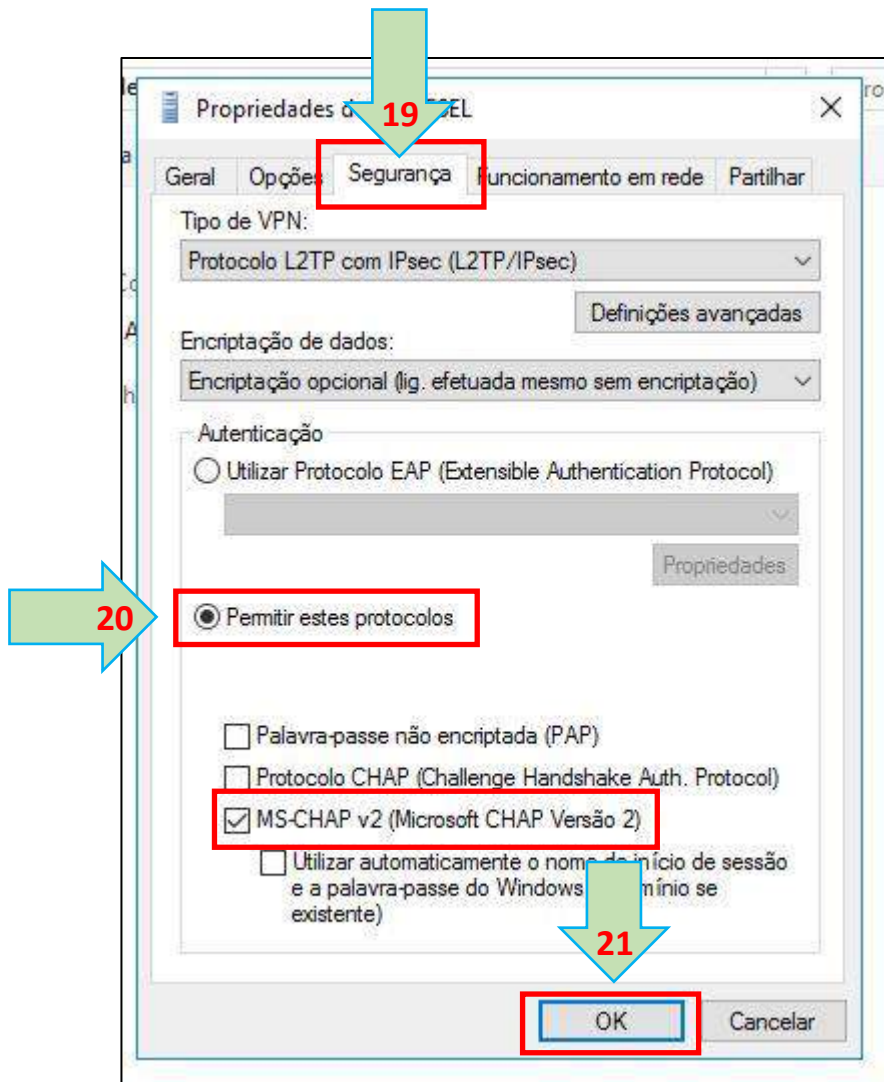 Propriedades d SEL
19
Geral Opções Segurança Funcionamento em rede Partilhar
Tipo de VPN:
Protocolo L2TP com IPsec (L2TP/IPsec)
Definições avançadas
Encriptação de dados:
Encriptação opcional (lig. efetuada mesmo sem encriptação)
Autenticação
Utilizar Protocolo EAP (Extensible Authentication Protocol)
Propriedades
20
Permitir estes protocolos
Palavra-passe não encriptada (PAP)
Protocolo CHAP (Challenge Handshake Auth. Protocol)
MS-CHAP v2 (Microsoft CHAP Versão 2)
Utilizar automaticamente o nome de início de sessão
e a palavra-passe do Windows se
existente)
21
OK Cancelar